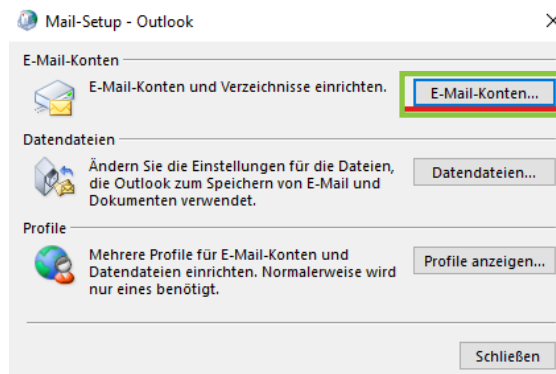 Mail-Setup - Outlook
E-Mail-Konten
E-Mail-Konten und Verzeichnisse einrichten.
E-Mail-Konten...
Datendateien
Ändern Sie die Einstellungen für die Dateien,
die Outlook zum Speichern von E-Mail und
Dokumenten verwendet.
Datendateien...
Profile
Mehrere Profile für E-Mail-Konten und
Datendateien einrichten. Normalerweise wird
nur eines benötigt.
Profile anzeigen...
Schließen